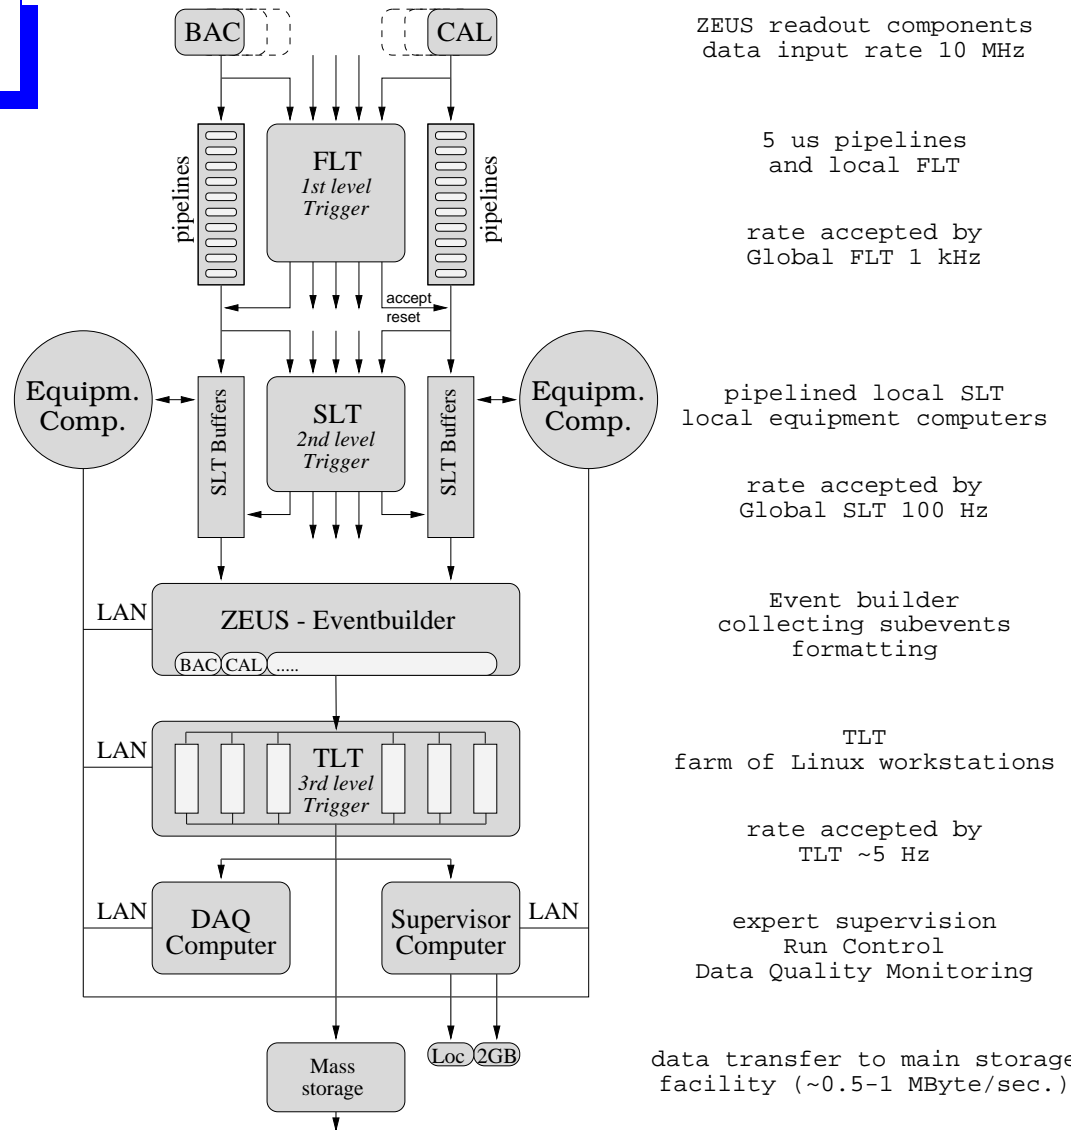 BAC
CAL
ZEUS readout components
data input rate 10 MHz
pipelines
FLT
1st level
Trigger
pipelines
5 us pipelines
and local FLT
rate accepted by
Global FLT 1 kHz
accept
reset
Equipm.
Comp.
SLT Buffers
SLT
2nd level
Trigger
SLT Buffers
Equipm.
Comp.
pipelined local SLT
local equipment computers
rate accepted by
Global SLT 100 Hz
LAN
ZEUS - Eventbuilder
BAC CAL .....
Event builder
collecting subevents
formatting
LAN
TLT
3rd level
Trigger
TLT
farm of Linux workstations
rate accepted by
TLT ~5 Hz
LAN
DAQ
Computer
Supervisor
Computer
LAN
expert supervision
Run Control
Data Quality Monitoring
Mass
storage
Loc 2GB
data transfer to main storage
facility (~0.5-1 MByte/sec.)